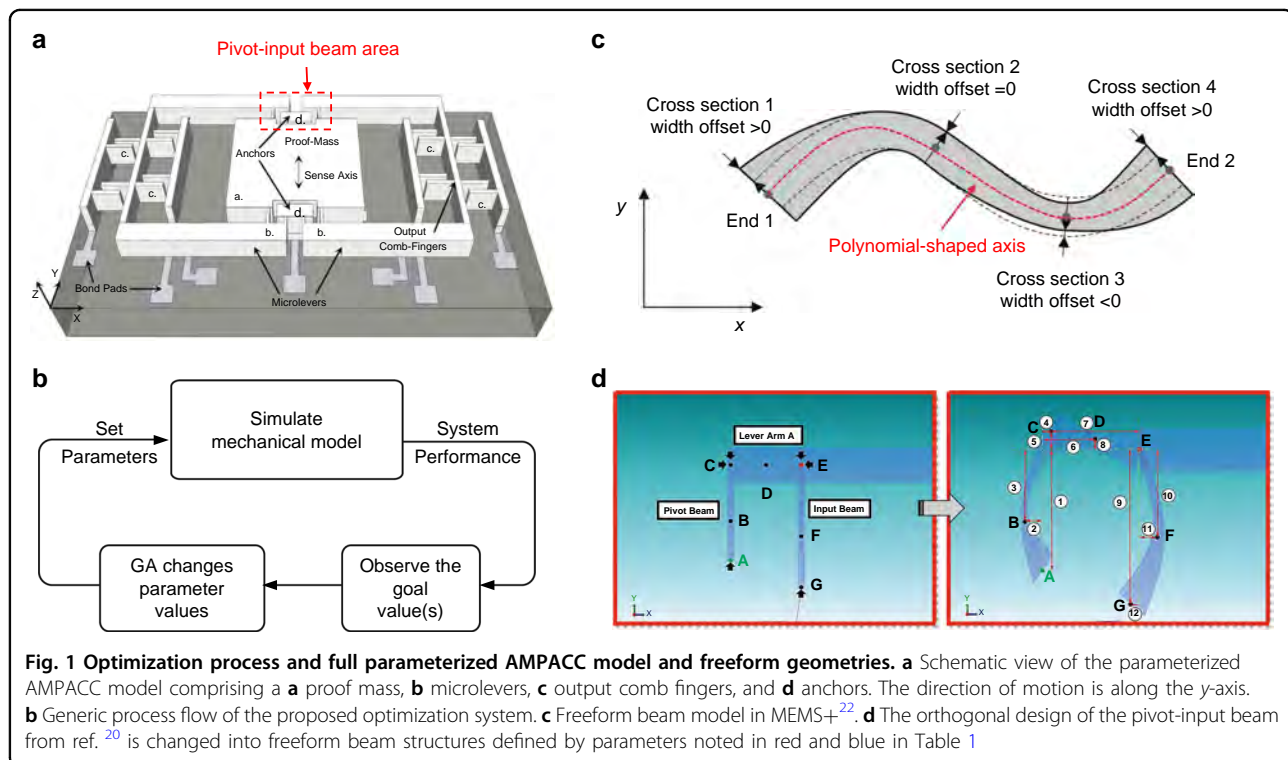 a
Pivot-input beam area
d.
Proof-Mass
Anchors
Sense Axis
c.
c.
c.
c.
a.
d.
b.
b.
Output
Comb-Fingers
Bond Pads
Microlevers
Y
Z
X
b
Set
Parameters
Simulate
mechanical model
System
Performance
GA changes
parameter
values
Observe the
goal
value(s)
c
Cross section 1
width offset >0
Cross section 2
width offset =0
Cross section 4
width offset >0
End 1
End 2
Polynomial-shaped axis
Cross section 3
width offset <0
y
x
d
Lever Arm A
C
E
D
Pivot Beam
Input Beam
B
F
A
G
Y
X
C
4
7
D
5
6
8
E
3
1
9
10
B
2
11
F
A
G
12
Y
X
Fig. 1 Optimization process and full parameterized AMPACC model and freeform geometries. a Schematic view of the parameterized
AMPACC model comprising a a proof mass, b microlevers, c output comb fingers, and d anchors. The direction of motion is along the y-axis.
b Generic process flow of the proposed optimization system. c Freeform beam model in MEMS+22. d The orthogonal design of the pivot-input beam
from ref. 20 is changed into freeform beam structures defined by parameters noted in red and blue in Table 1